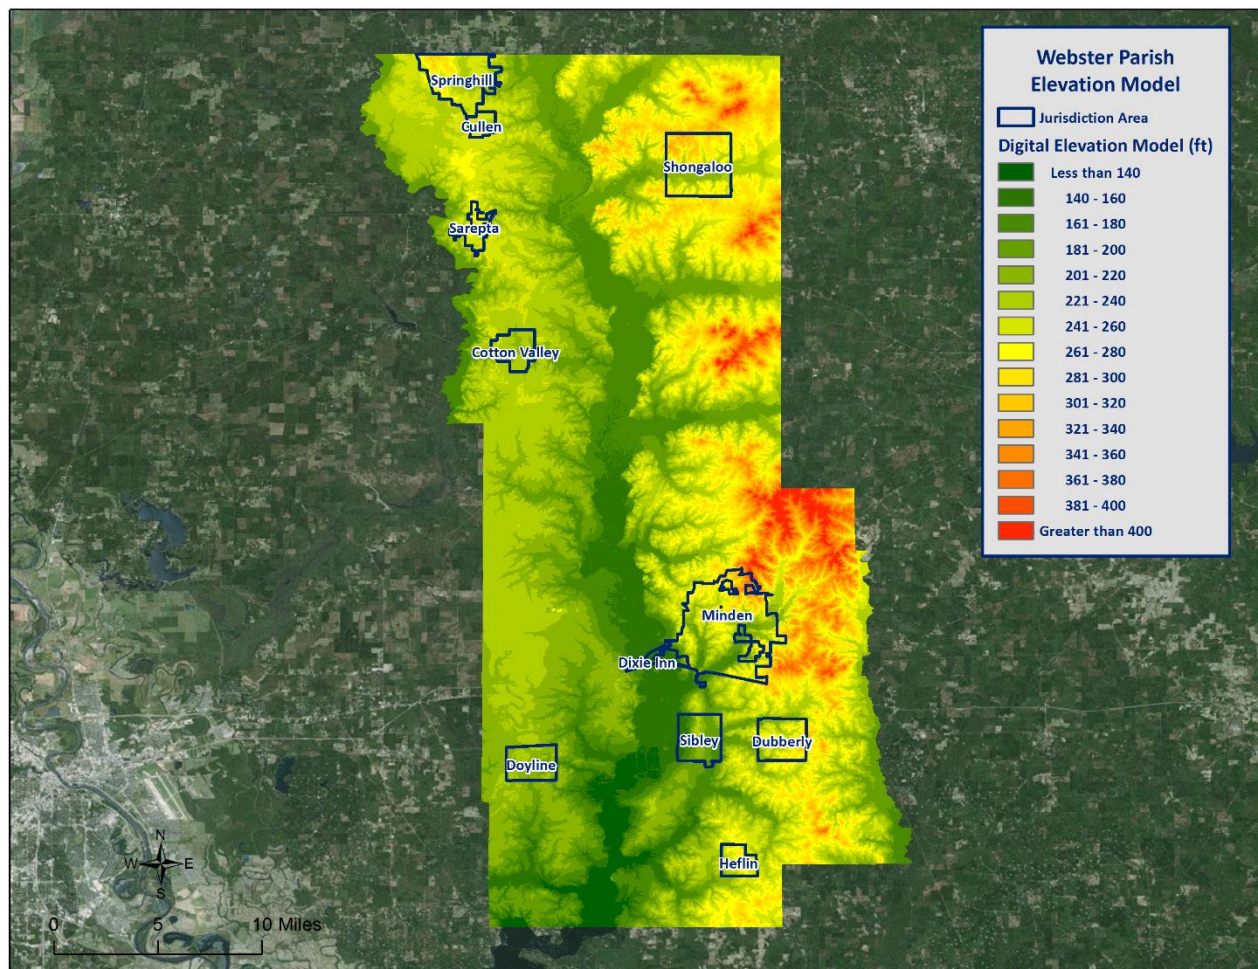 Webster Parish
Elevation Model
Jurisdiction Area
Digital Elevation Model (ft)
Less than 140
140 - 160
161 - 180
181 - 200
201 - 220
221 - 240
241 - 260
261 - 280
281 - 300
301 - 320
321 - 340
341 - 360
361 - 380
381 - 400
Greater than 400
Springhill
Cullen
Shongaloo
Sarepta
Cotton Valley
Minden
Dixie Inn
Sibley
Dubberly
Doyline
Heflin
N
W E
S
0 5 10 Miles